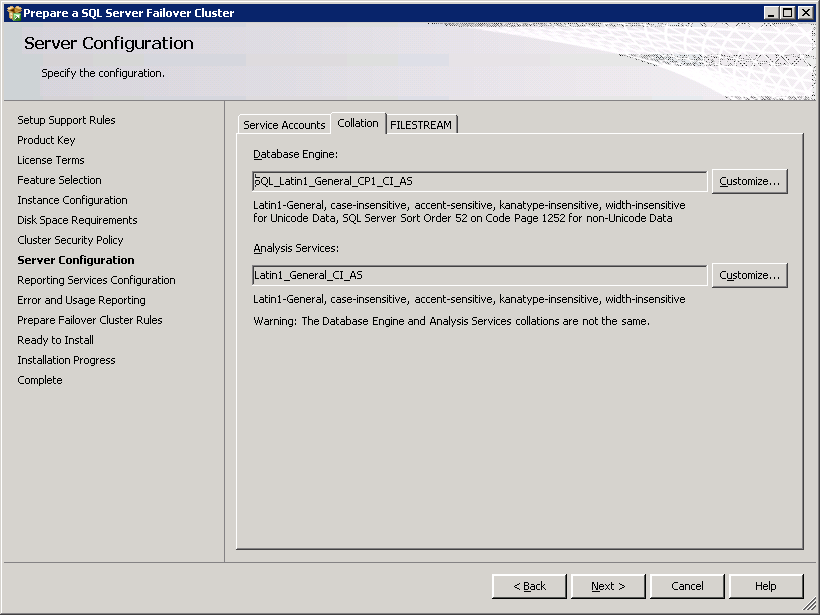 Prepare a SQL Server Failover Cluster
Server Configuration
Specify the configuration.
Setup Support Rules
Product Key
License Terms
Feature Selection
Instance Configuration
Disk Space Requirements
Cluster Security Policy
Server Configuration
Reporting Services Configuration
Error and Usage Reporting
Prepare Failover Cluster Rules
Ready to Install
Installation Progress
Complete
Service Accounts
Collation
FILESTREAM
Database Engine:
SQL_Latin1_General_CP1_CI_AS
Customize...
Latin1-General, case-insensitive, accent-sensitive, kanatype-insensitive, width-insensitive
for Unicode Data, SQL Server Sort Order 52 on Code Page 1252 for non-Unicode Data
Analysis Services:
Latin1_General_CI_AS
Customize...
Latin1-General, case-insensitive, accent-sensitive, kanatype-insensitive, width-insensitive
Warning: The Database Engine and Analysis Services collations are not the same.
< Back
Next >
Cancel
Help